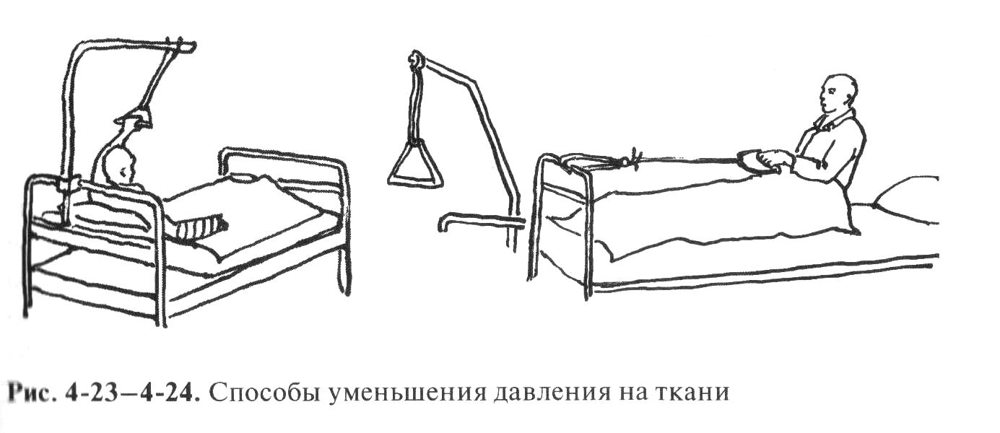 Рис. 4-23—4-24. Способы уменьшения давления на ткани